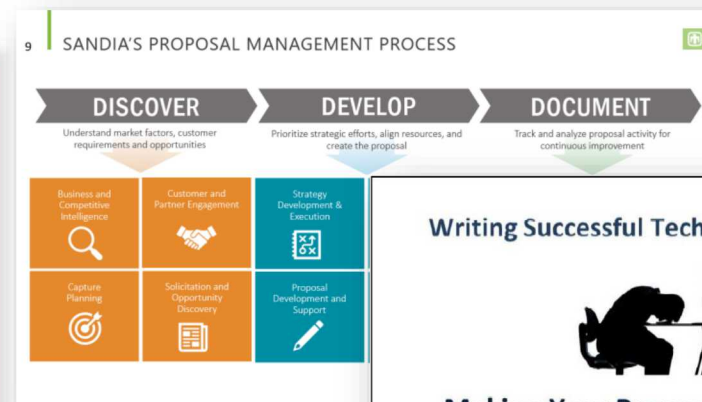 9
SANDIA'S PROPOSAL MANAGEMENT PROCESS
DISCOVER
DEVELOP
DOCUMENT
Understand market factors, customer
requirements and opportunities
Prioritize strategic efforts, align resources, and
create the proposal
Track and analyze proposal activity for
continuous improvement
Business and
Competitive
Intelligence
Customer and
Partner Engagement
Strategy
Development &
Execution
Capture
Planning
Solicitation and
Opportunity
Discovery
Proposal
Development and
Support
Writing Successful Tech